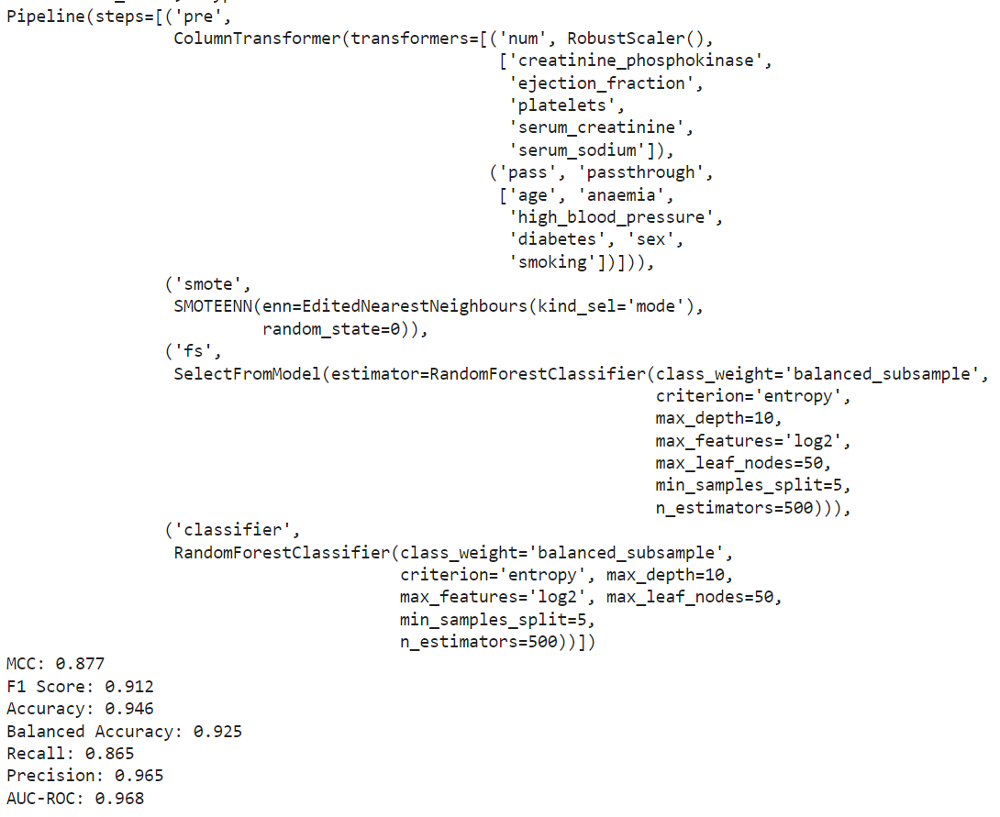 Pipeline(steps=[('pre',
                 ColumnTransformer(transformers=[('num', RobustScaler(),
                                                  ['creatinine_phosphokinase',
                                                   'ejection_fraction',
                                                   'platelets',
                                                   'serum_creatinine',
                                                   'serum_sodium']),
                                                 ('pass', 'passthrough',
                                                  ['age', 'anaemia',
                                                   'high_blood_pressure',
                                                   'diabetes', 'sex',
                                                   'smoking'])])),
                ('smote',
                 SMOTEENN(enn=EditedNearestNeighbours(kind_sel='mode'),
                          random_state=0)),
                ('fs',
                 SelectFromModel(estimator=RandomForestClassifier(class_weight='balanced_subsample',
                                                                  criterion='entropy',
                                                                  max_depth=10,
                                                                  max_features='log2',
                                                                  max_leaf_nodes=50,
                                                                  min_samples_split=5,
                                                                  n_estimators=500))),
                ('classifier',
                 RandomForestClassifier(class_weight='balanced_subsample',
                                        criterion='entropy', max_depth=10,
                                        max_features='log2', max_leaf_nodes=50,
                                        min_samples_split=5,
                                        n_estimators=500))])
MCC: 0.877
F1 Score: 0.912
Accuracy: 0.946
Balanced Accuracy: 0.925
Recall: 0.865
Precision: 0.965
AUC-ROC: 0.968